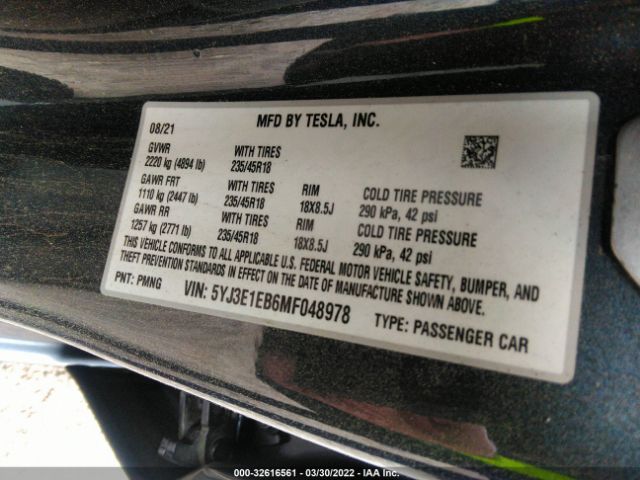 MFD BY TESLA, INC.
08/21
GVWR WITH TIRES
2220 kg (4894 lb) 235/45R18
GAWR FRT WITH TIRES RIM COLD TIRE PRESSURE
1110 kg (2447 lb) 235/45R18 18X8.5J 290 kPa, 42 psi
GAWR RR WITH TIRES RIM COLD TIRE PRESSURE
1257 kg (2771 lb) 235/45R18 18X8.5J 290 kPa, 42 psi
THIS VEHICLE CONFORMS TO ALL APPLICABLE U.S. FEDERAL MOTOR VEHICLE SAFETY, BUMPER, AND
THEFT PREVENTION STANDARDS IN EFFECT ON THE DATE OF MANUFACTURE SHOWN ABOVE.
PNT: PMNG VIN: 5YJ3E1EB6MF048978 TYPE: PASSENGER CAR
000-32616561 - 03/30/2022 - IAA Inc.